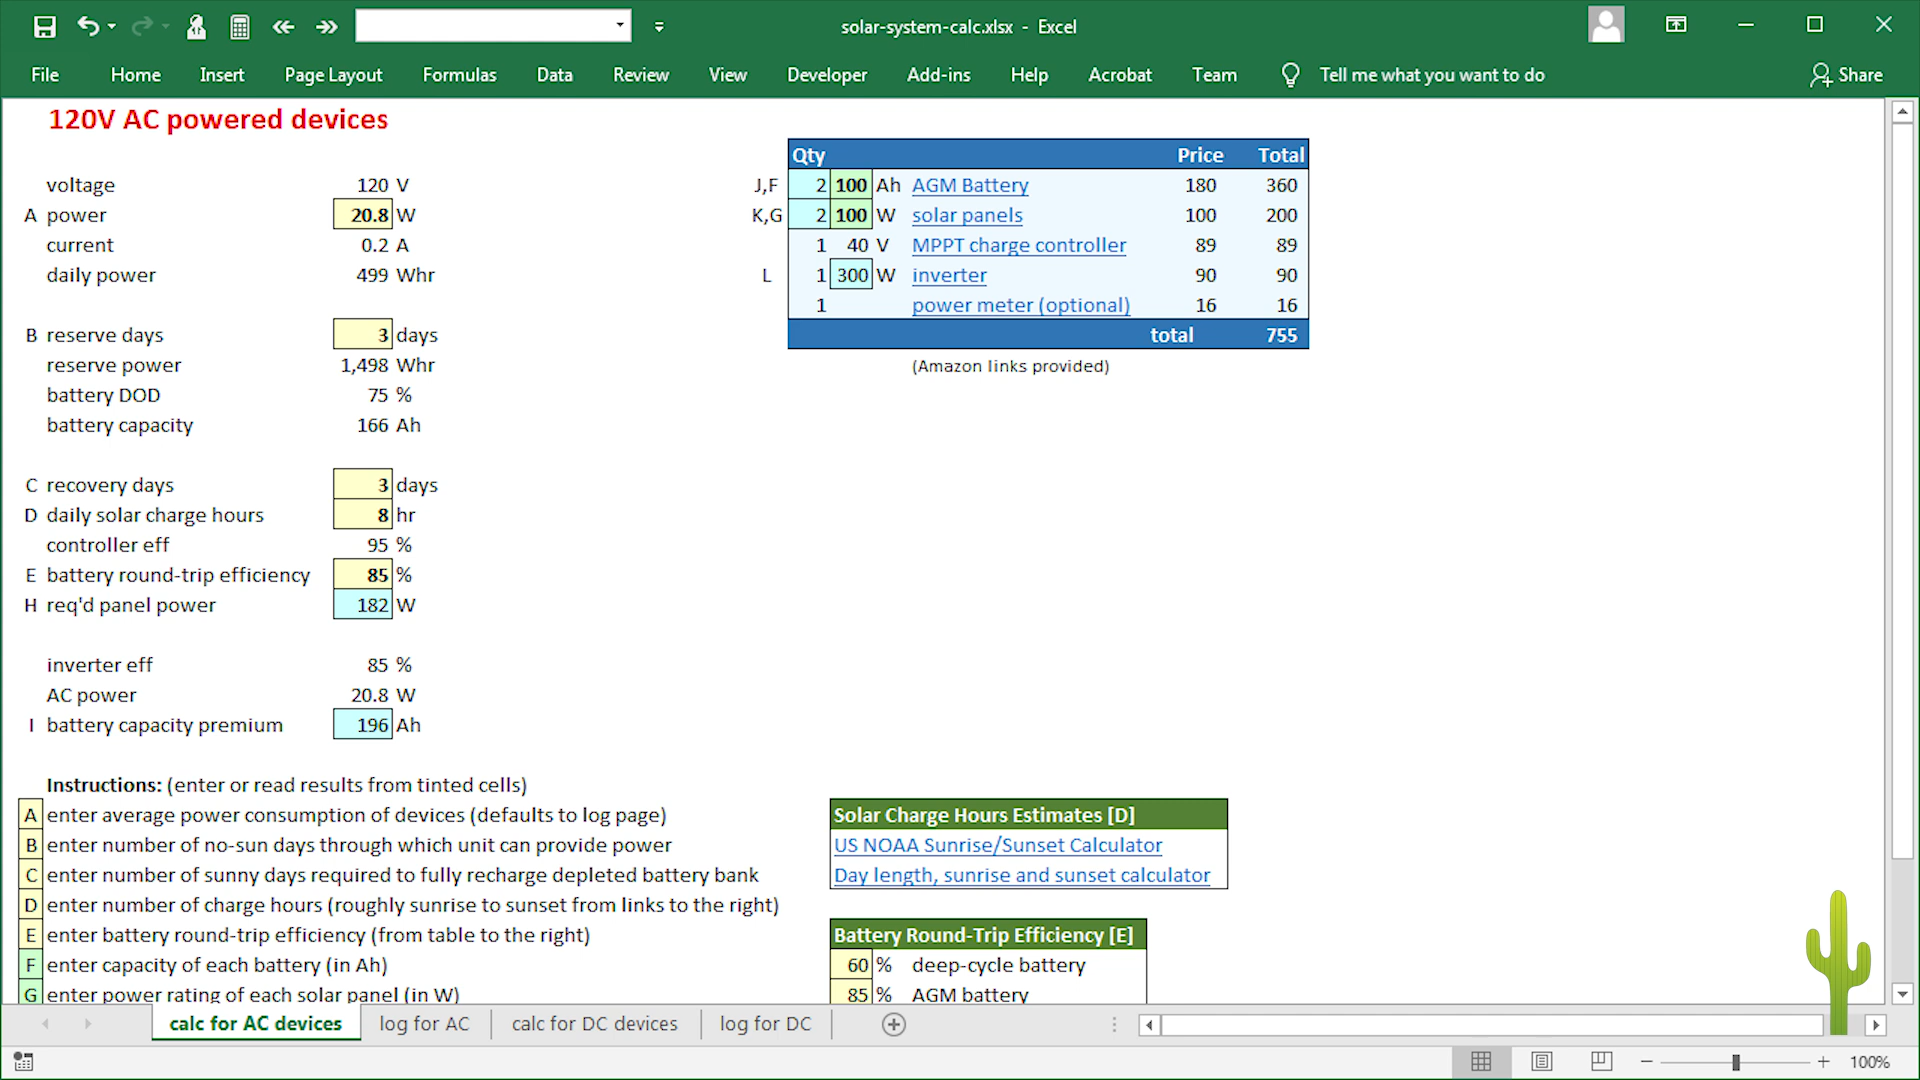 solar-system-calc.xlsx - Excel
File Home Insert Page Layout Formulas Data Review View Developer Add-ins Help Acrobat Team Tell me what you want to do Share
120V AC powered devices
voltage 120 V
A power 20.8 W
current 0.2 A
daily power 499 Whr
B reserve days 3 days
reserve power 1,498 Whr
battery DOD 75 %
battery capacity 166 Ah
C recovery days 3 days
D daily solar charge hours 8 hr
controller eff 95 %
E battery round-trip efficiency 85 %
H req'd panel power 182 W
inverter eff 85 %
AC power 20.8 W
I battery capacity premium 196 Ah
Qty Price Total
J,F 2 100 Ah AGM Battery 180 360
K,G 2 100 W solar panels 100 200
1 40 V MPPT charge controller 89 89
L 1 300 W inverter 90 90
1 power meter (optional) 16 16
total 755
(Amazon links provided)
Instructions: (enter or read results from tinted cells)
A enter average power consumption of devices (defaults to log page)
B enter number of no-sun days through which unit can provide power
C enter number of sunny days required to fully recharge depleted battery bank
D enter number of charge hours (roughly sunrise to sunset from links to the right)
E enter battery round-trip efficiency (from table to the right)
F enter capacity of each battery (in Ah)
G enter power rating of each solar panel (in W)
Solar Charge Hours Estimates [D]
US NOAA Sunrise/Sunset Calculator
Day length, sunrise and sunset calculator
Battery Round-Trip Efficiency [E]
60 % deep-cycle battery
85 % AGM battery
calc for AC devices log for AC calc for DC devices log for DC
100%